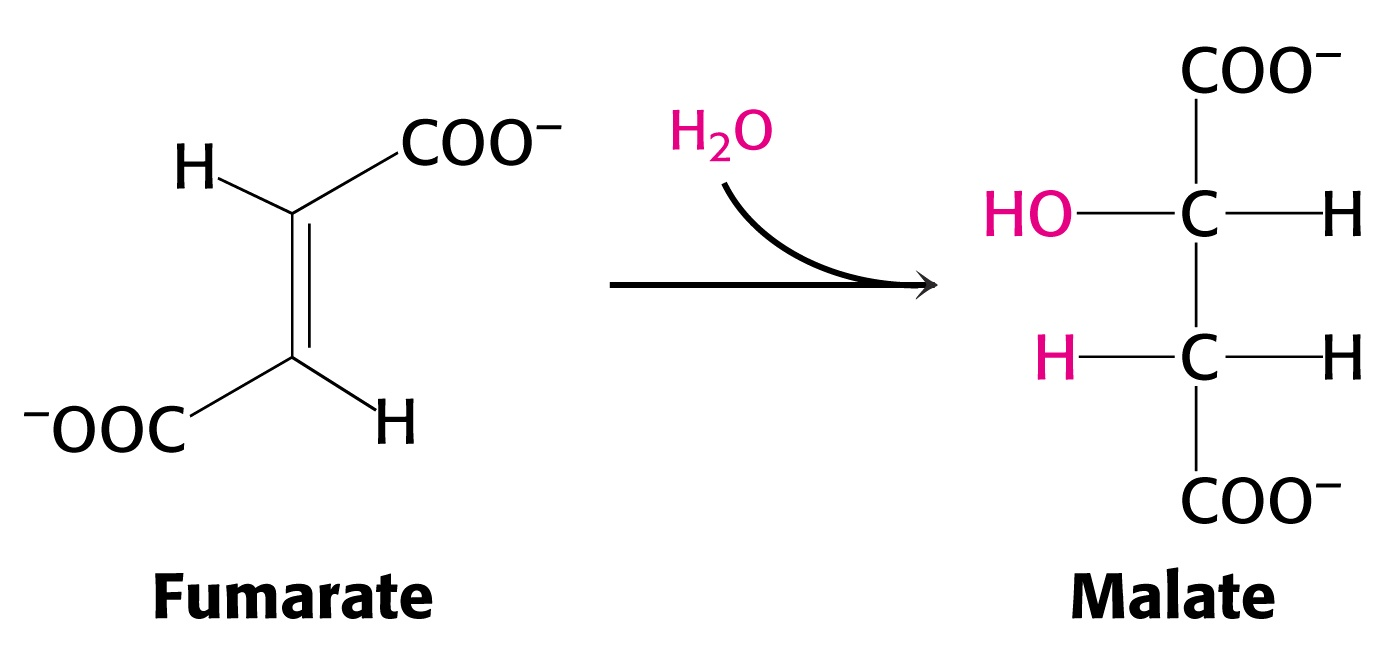 H COO⁻
⁻OOC H
H₂O
COO⁻
HO C H
H C H
COO⁻
Fumarate
Malate